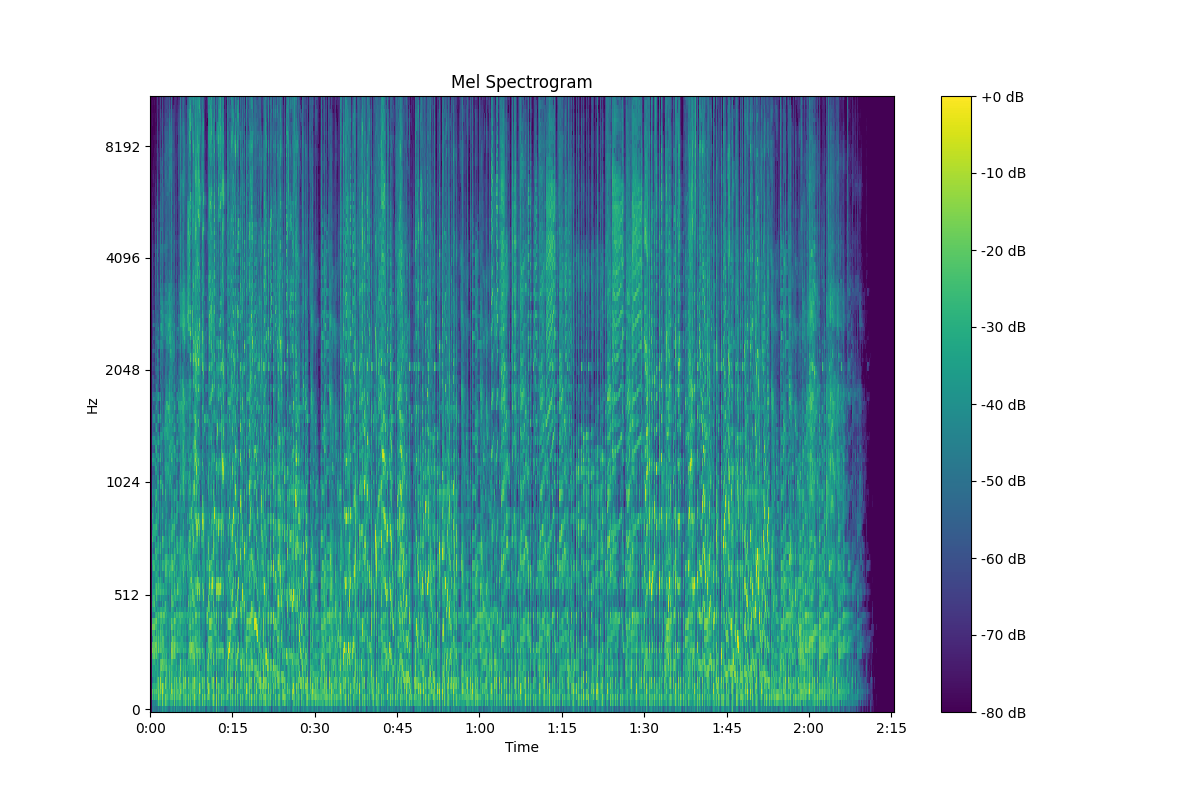 Mel Spectrogram
Hz
8192
4096
2048
1024
512
0
0:00 0:15 0:30 0:45 1:00 1:15 1:30 1:45 2:00 2:15
Time
+0 dB
-10 dB
-20 dB
-30 dB
-40 dB
-50 dB
-60 dB
-70 dB
-80 dB